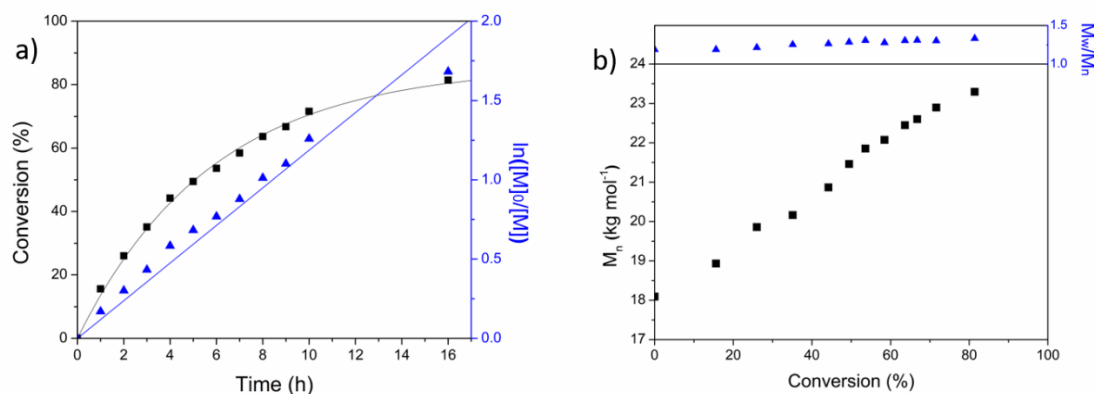 a)
100
80
60
40
20
0
Conversion (%)
0 2 4 6 8 10 12 14 16
Time (h)
2.0
1.5
1.0
0.5
0.0
ln([M]₀/[M])
b)
24
23
22
21
20
19
18
17
Mₙ (kg mol⁻¹)
0 20 40 60 80 100
Conversion (%)
1.5
1.0
Mw/Mn